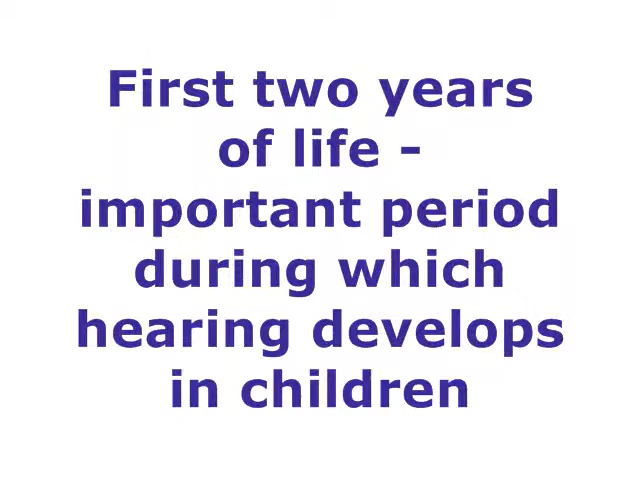 First two years
of life -
important period
during which
hearing develops
in children